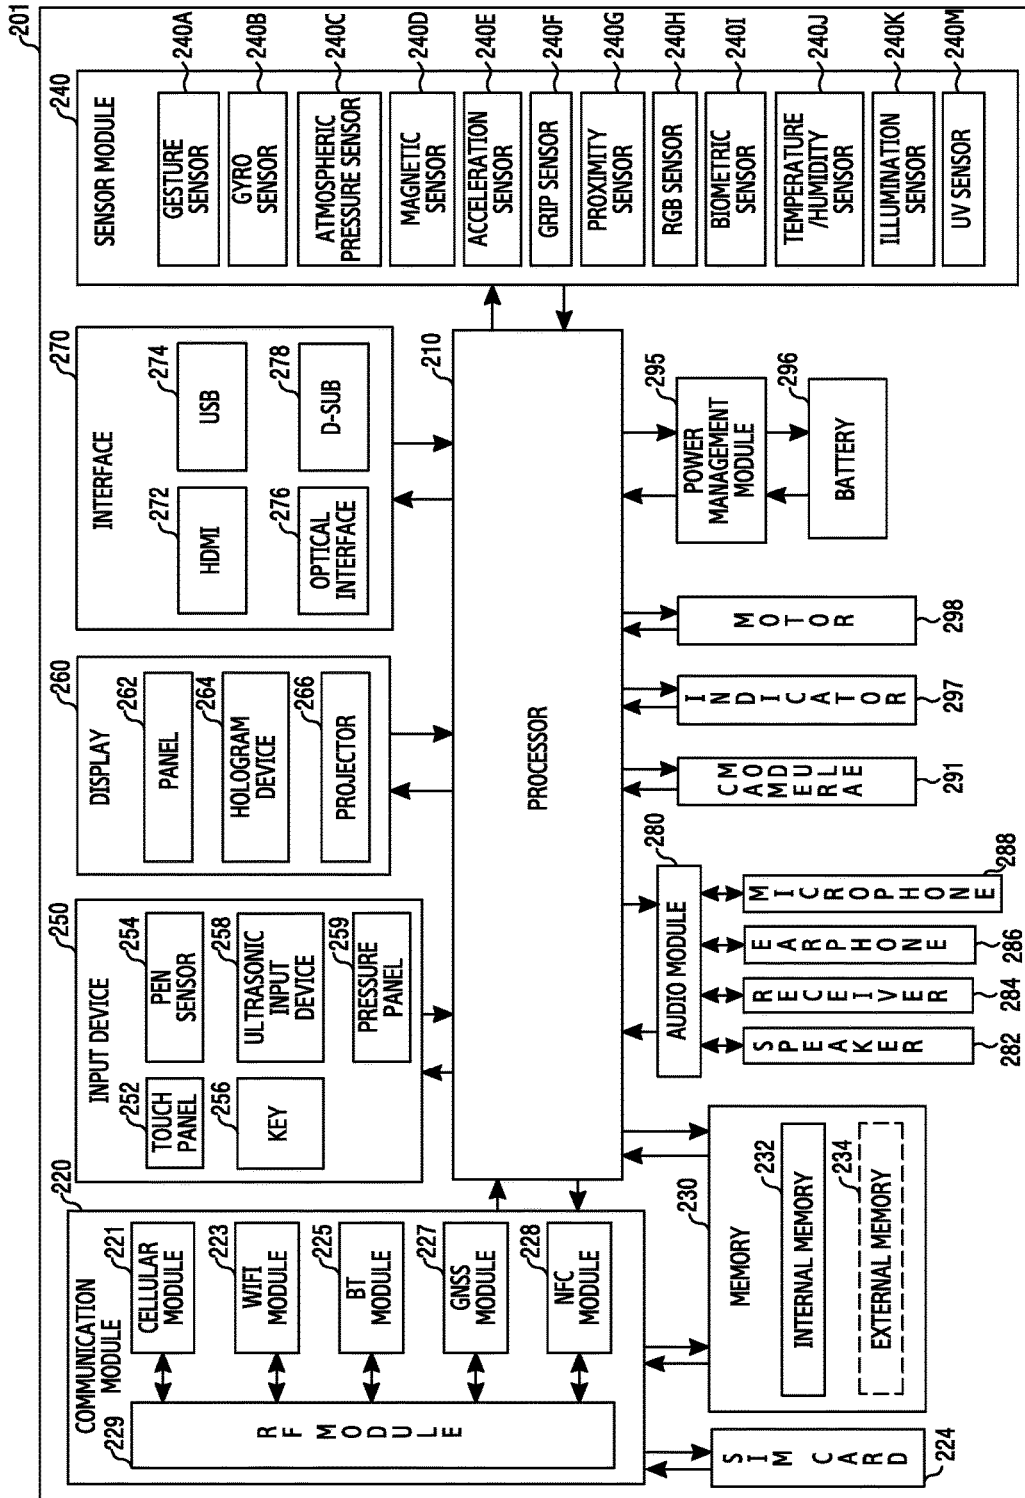 201
COMMUNICATION
MODULE
220
229
RF MODULE
221
CELLULAR
MODULE
223
WIFI
MODULE
225
BT
MODULE
227
GNSS
MODULE
228
NFC
MODULE
INPUT DEVICE
250
252
TOUCH
PANEL
254
PEN
SENSOR
256
KEY
258
ULTRASONIC
INPUT
DEVICE
259
PRESSURE
PANEL
DISPLAY
260
262
PANEL
264
HOLOGRAM
DEVICE
266
PROJECTOR
INTERFACE
270
272
HDMI
274
USB
276
OPTICAL
INTERFACE
278
D-SUB
SENSOR MODULE
240
GESTURE
SENSOR
240A
GYRO
SENSOR
240B
ATMOSPHERIC
PRESSURE SENSOR
240C
MAGNETIC
SENSOR
240D
ACCELERATION
SENSOR
240E
GRIP SENSOR
240F
PROXIMITY
SENSOR
240G
RGB SENSOR
240H
BIOMETRIC
SENSOR
240I
TEMPERATURE
/HUMIDITY
SENSOR
240J
ILLUMINATION
SENSOR
240K
UV SENSOR
240M
PROCESSOR
210
SIM CARD
224
MEMORY
230
232
INTERNAL MEMORY
234
EXTERNAL MEMORY
AUDIO MODULE
280
SPEAKER
282
RECEIVER
284
EARPHONE
286
MICROPHONE
288
CAMERA
MODULE
291
INDICATOR
297
MOTOR
298
POWER
MANAGEMENT
MODULE
295
BATTERY
296